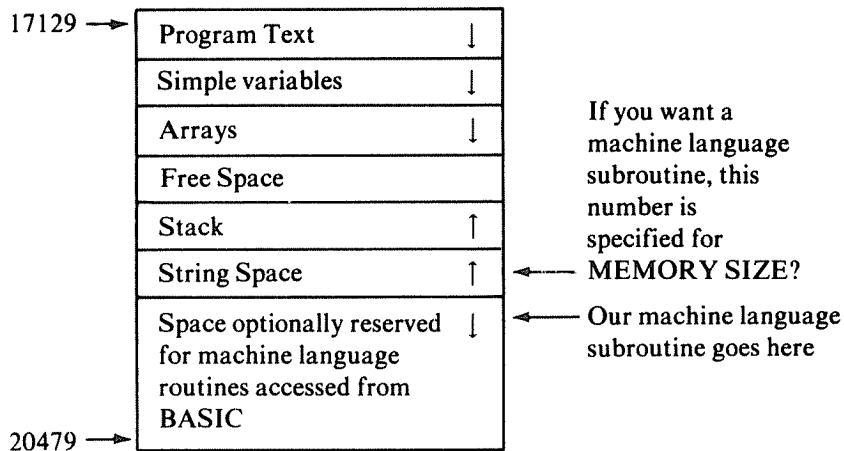 17129
Program Text ↓
Simple variables ↓
Arrays ↓
Free Space
Stack ↑
String Space ↑
Space optionally reserved ↓
for machine language
routines accessed from
BASIC
20479
If you want a
machine language
subroutine, this
number is
specified for
MEMORY SIZE?
Our machine language
subroutine goes here